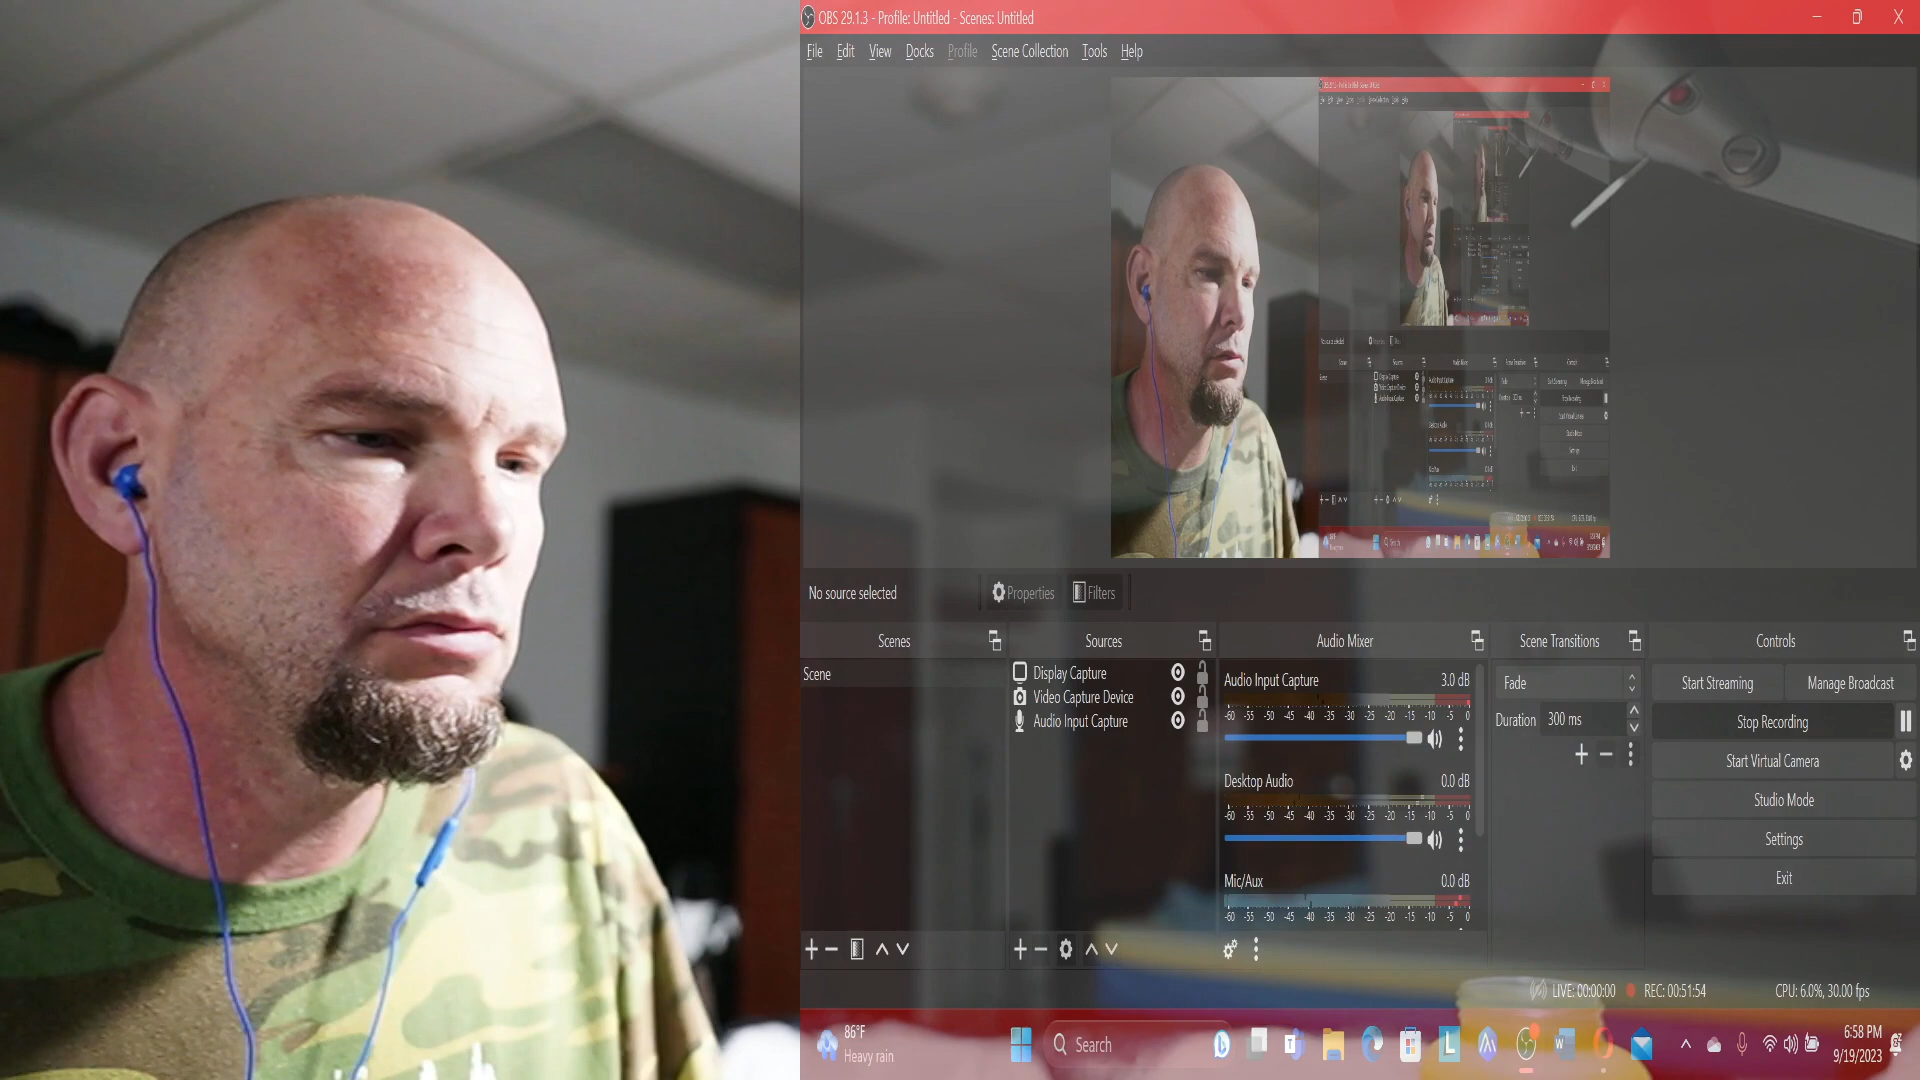 OBS 29.1.3 - Profile: Untitled - Scenes: Untitled
File Edit View Docks Profile Scene Collection Tools Help
No source selected Properties Filters
Scenes Sources Audio Mixer Scene Transitions Controls
Scene
Display Capture
Video Capture Device
Audio Input Capture
Audio Input Capture 3.0 dB
-60 -55 -50 -45 -40 -35 -30 -25 -20 -15 -10 -5 0
Desktop Audio 0.0 dB
-60 -55 -50 -45 -40 -35 -30 -25 -20 -15 -10 -5 0
Mic/Aux 0.0 dB
-60 -55 -50 -45 -40 -35 -30 -25 -20 -15 -10 -5 0
Fade
Duration 300 ms
Start Streaming Manage Broadcast
Stop Recording
Start Virtual Camera
Studio Mode
Settings
Exit
LIVE: 00:00:00 REC: 00:51:54 CPU: 6.0%, 30.00 fps
86°F
Heavy rain
Search
6:58 PM
9/19/2023